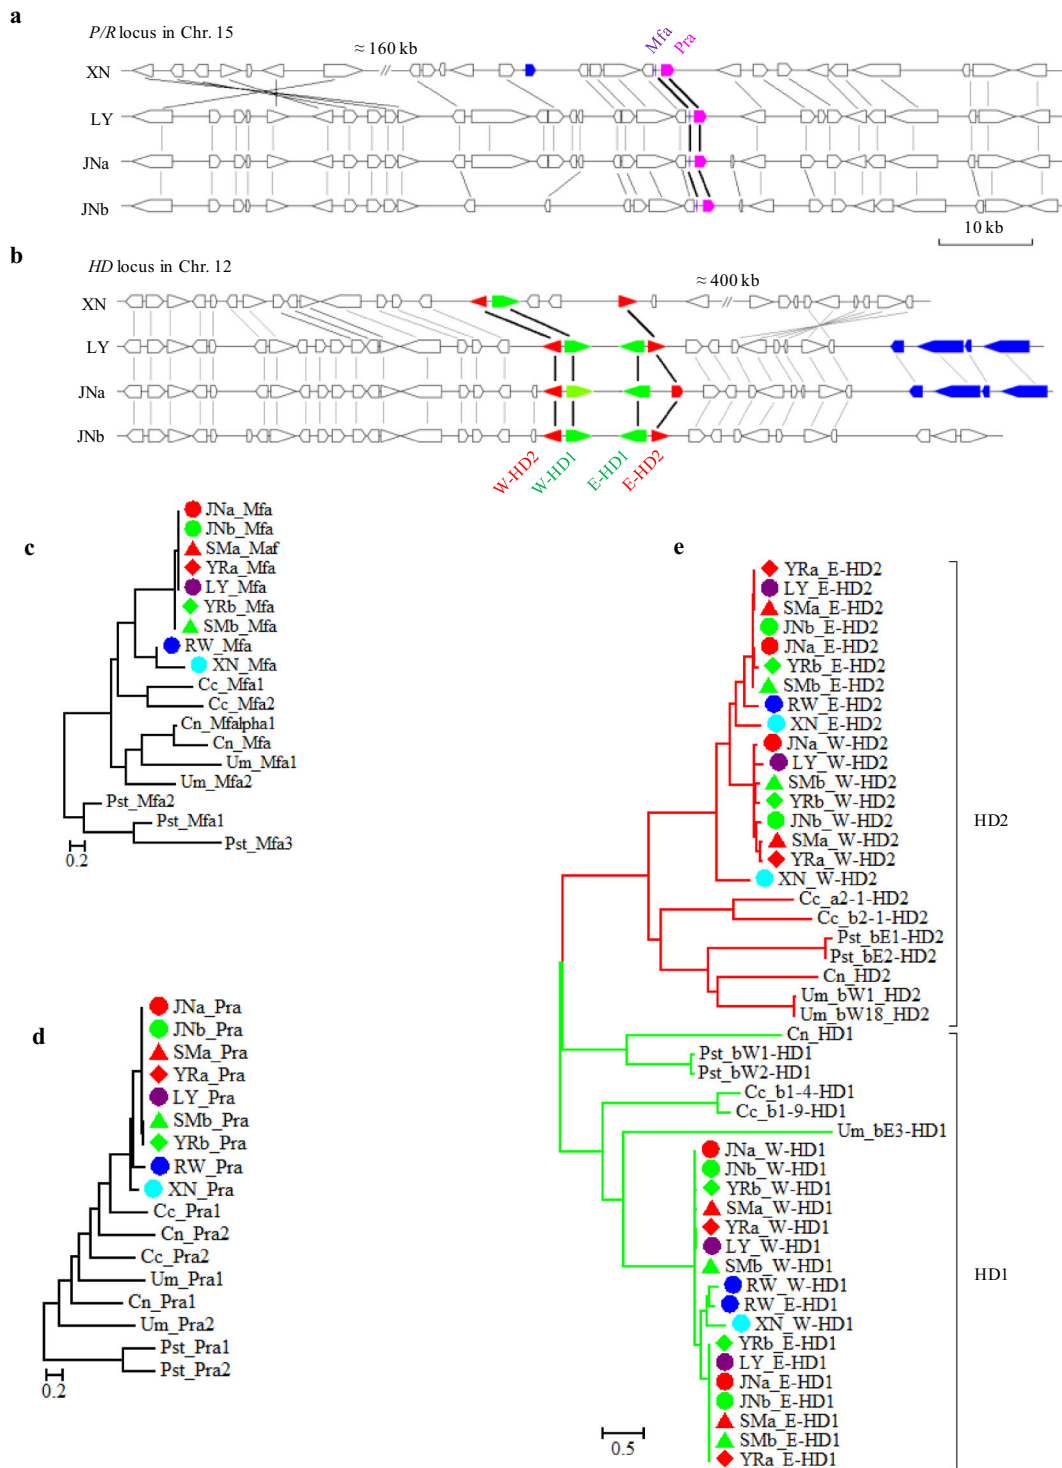 a
P/R locus in Chr. 15
≈ 160 kb
Mfa
Pra
XN
LY
JNa
JNb
10 kb
b
HD locus in Chr. 12
≈ 400 kb
XN
LY
JNa
JNb
W-HD2
W-HD1
E-HD1
E-HD2
c
JNa_Mfa
JNb_Mfa
SMa_Maf
YRa_Mfa
LY_Mfa
YRb_Mfa
SMb_Mfa
RW_Mfa
XN_Mfa
Cc_Mfa1
Cc_Mfa2
Cn_Mfalpha1
Cn_Mfa
Um_Mfa1
Um_Mfa2
Pst_Mfa2
Pst_Mfa1
Pst_Mfa3
0.2
d
JNa_Pra
JNb_Pra
SMa_Pra
YRa_Pra
LY_Pra
SMb_Pra
YRb_Pra
RW_Pra
XN_Pra
Cc_Pra1
Cn_Pra2
Cc_Pra2
Um_Pra1
Cn_Pra1
Um_Pra2
Pst_Pra1
Pst_Pra2
0.2
e
YRa_E-HD2
LY_E-HD2
SMa_E-HD2
JNb_E-HD2
JNa_E-HD2
YRb_E-HD2
SMb_E-HD2
RW_E-HD2
XN_E-HD2
JNa_W-HD2
LY_W-HD2
SMb_W-HD2
YRb_W-HD2
JNb_W-HD2
SMa_W-HD2
YRa_W-HD2
XN_W-HD2
Cc_a2-1-HD2
Cc_b2-1-HD2
Pst_bE1-HD2
Pst_bE2-HD2
Cn_HD2
Um_bW1_HD2
Um_bW18_HD2
HD2
Cn_HD1
Pst_bW1-HD1
Pst_bW2-HD1
Cc_b1-4-HD1
Cc_b1-9-HD1
Um_bE3-HD1
JNa_W-HD1
JNb_W-HD1
YRb_W-HD1
SMa_W-HD1
YRa_W-HD1
LY_W-HD1
SMb_W-HD1
RW_W-HD1
RW_E-HD1
XN_W-HD1
YRb_E-HD1
LY_E-HD1
JNa_E-HD1
JNb_E-HD1
SMa_E-HD1
SMb_E-HD1
YRa_E-HD1
HD1
0.5